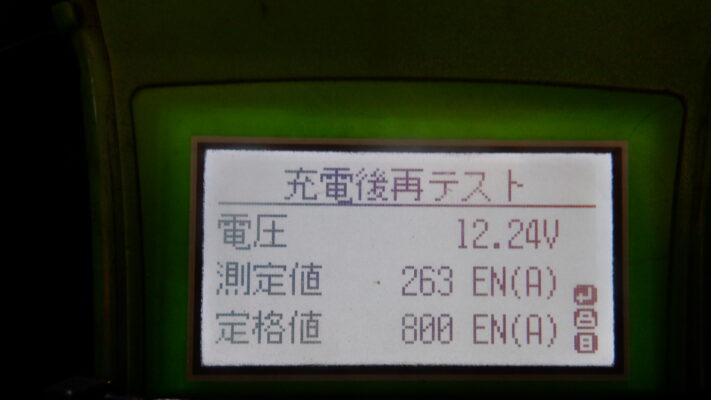 充電後再テスト
電圧 12.24V
測定値 263 EN(A)
定格値 800 EN(A)